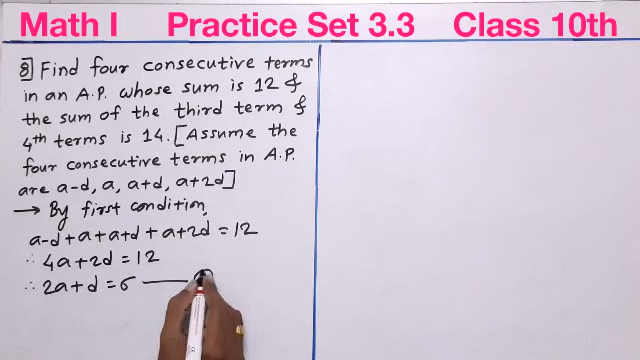 Math I Practice Set 3.3 Class 10th
8] Find four consecutive terms
in an A.P. whose sum is 12 &
the sum of the third term &
4th terms is 14. [Assume the
four consecutive terms in A.P.
are a-d, a, a+d, a+2d]
→ By first condition,
a-d+a+a+d+a+2d=12
∴ 4a+2d=12
∴ 2a+d=6